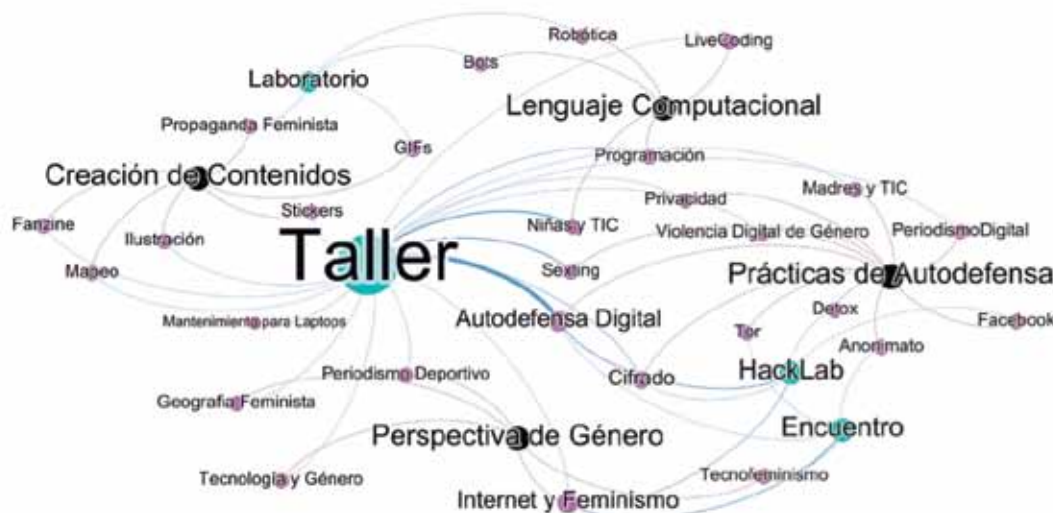 Robótica
LiveCoding
Bots
Laboratorio
Lenguaje Computacional
Propaganda Feminista
GIFs
Programación
Creación de Contenidos
Madres y TIC
Privacidad
Stickers
Fanzine
Niñas y TIC
Violencia Digital de Género
PeriodismoDigital
Ilustración
Taller
Mapeo
Sexting
Prácticas de Autodefensa
Detox
Mantenimiento para Laptops
Autodefensa Digital
Facebook
Tor
Anonimato
Periodismo Deportivo
Cifrado
HackLab
Geografia Feminista
Perspectiva de Género
Encuentro
Tecnología y Género
Tecnofeminismo
Internet y Feminismo